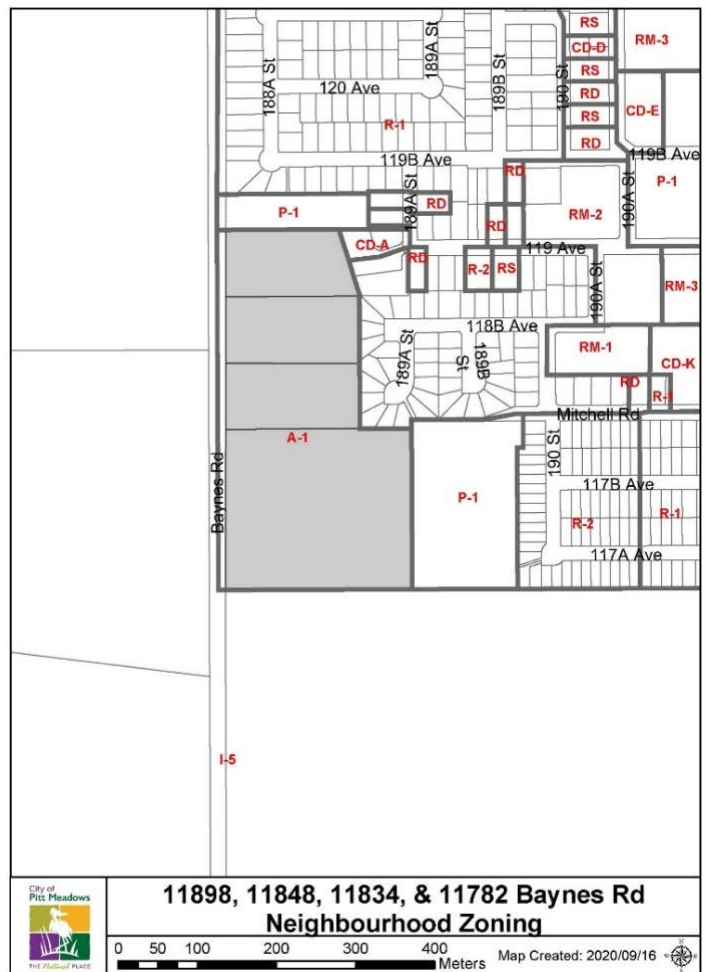 RS
RM-3
CD-D
188A St
189A St
189B St
190 St
RS
120 Ave
RD
CD-E
R-1
RS
RD
119B Ave
119B Ave
RD
189A St
RD
190A St
P-1
P-1
RD
RM-2
CD-A
RD
119 Ave
R-2
RS
190A St
RM-3
118B Ave
189A St
189B St
RM-1
CD-K
RD
R-1
Mitchell Rd
A-1
Baynes Rd
P-1
190 St
117B Ave
R-2
R-1
117A Ave
I-5
City of
Pitt Meadows
THE Natural PLACE
11898, 11848, 11834, & 11782 Baynes Rd
Neighbourhood Zoning
0 50 100 200 300 400
Meters
Map Created: 2020/09/16
N